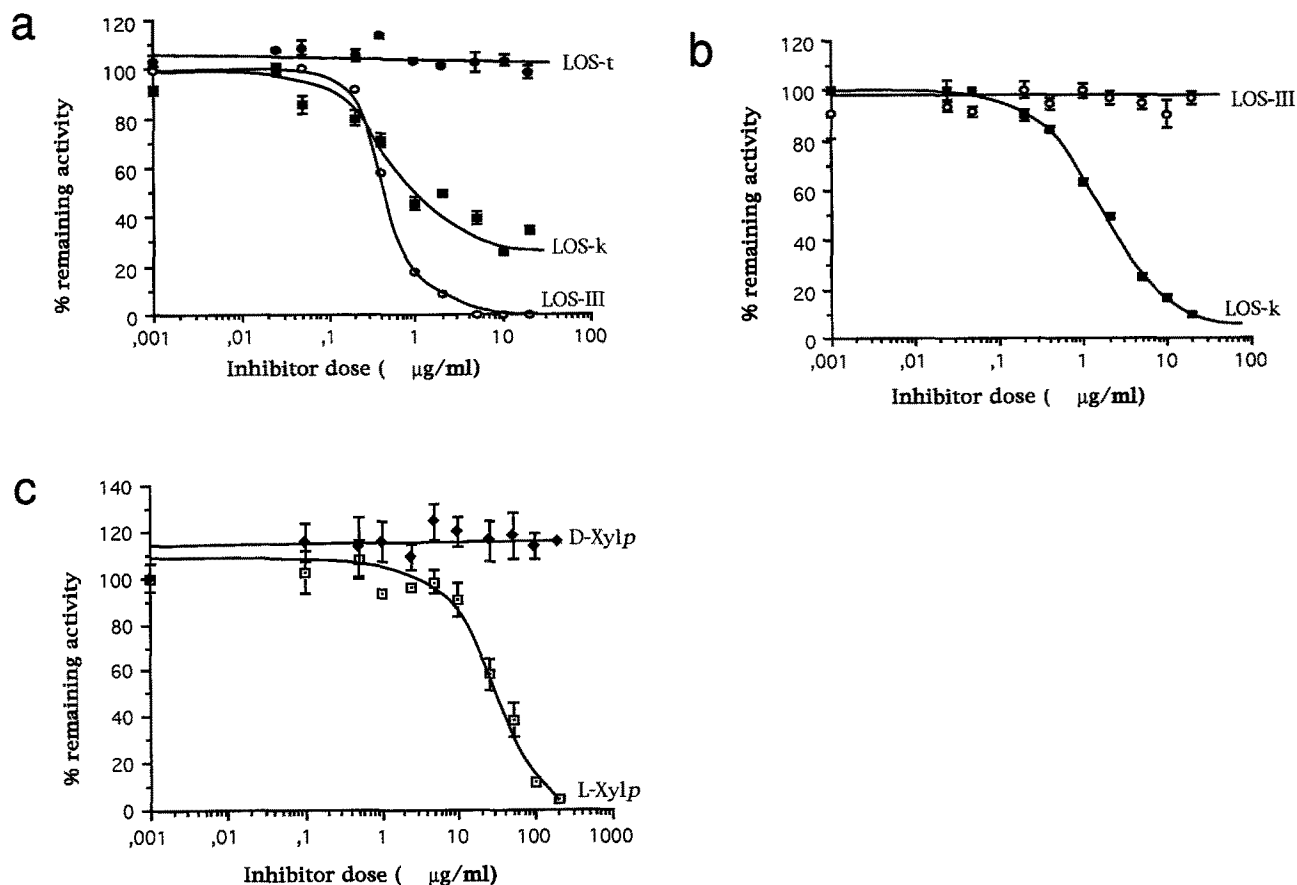 a
120
100
80
60
40
20
0
% remaining activity
LOS-t
LOS-k
LOS-III
,001
,01
,1
1
10
100
Inhibitor dose ( μg/ml)
b
120
100
80
60
40
20
0
% remaining activity
LOS-III
LOS-k
,001
,01
,1
1
10
100
Inhibitor dose ( μg/ml)
c
140
120
100
80
60
40
20
0
% remaining activity
D-Xylp
L-Xylp
,001
,01
,1
1
10
100
1000
Inhibitor dose ( μg/ml)